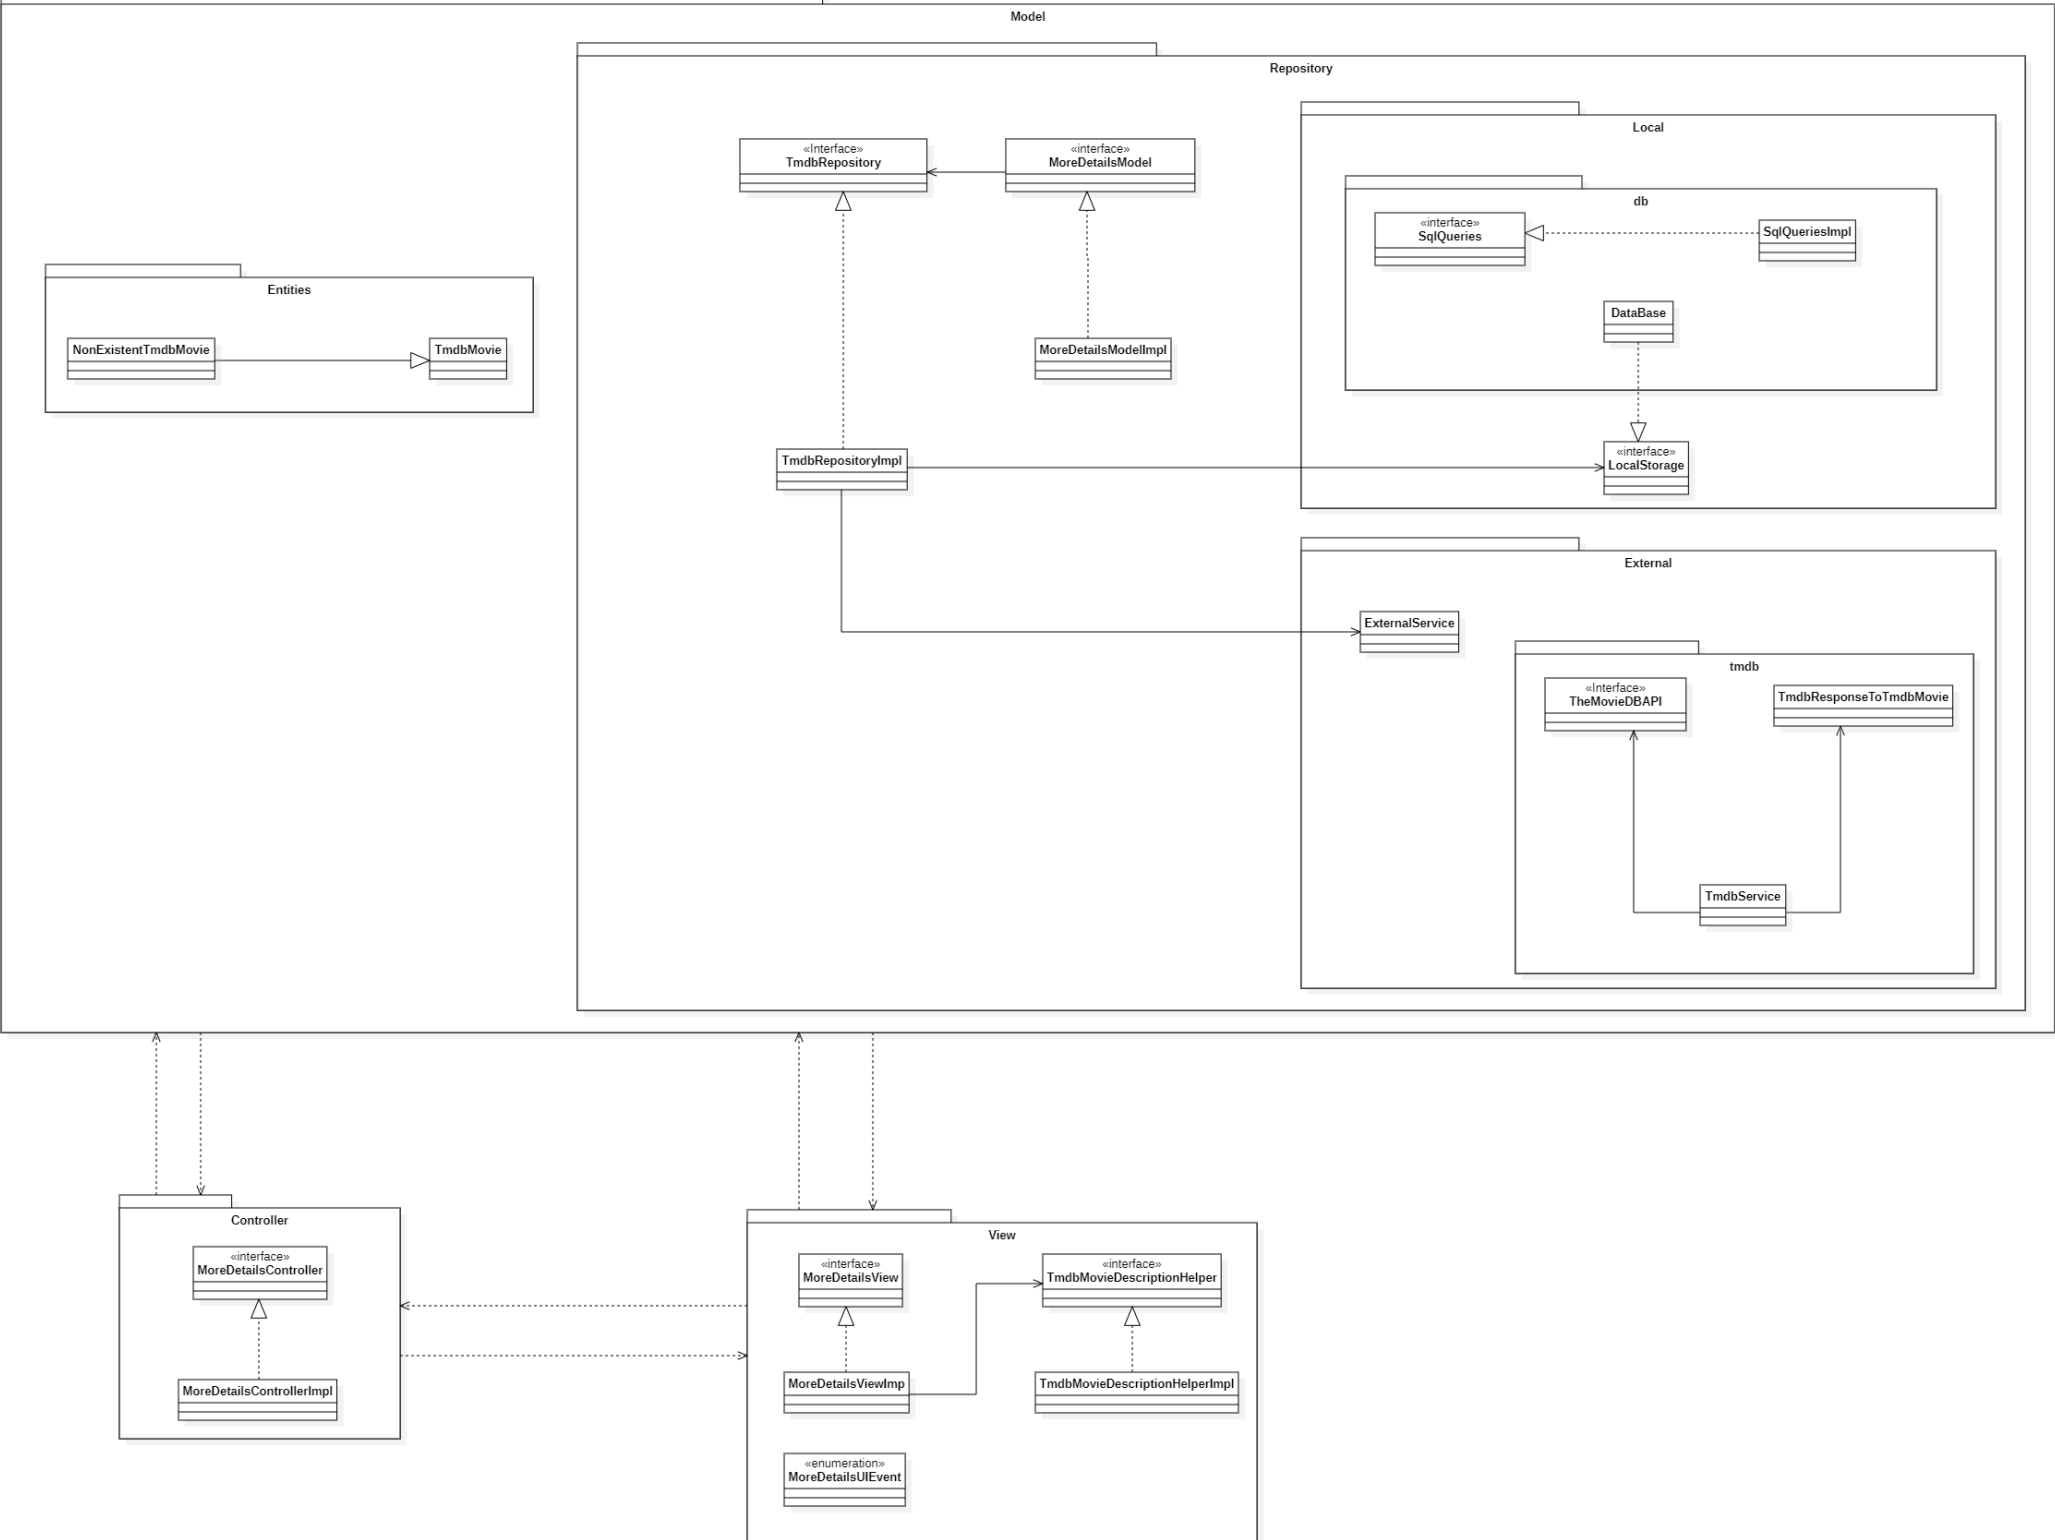 Model
Repository
Local
«Interface»
TmdbRepository
«interface»
MoreDetailsModel
db
«interface»
SqlQueries
SqlQueriesImpl
Entities
DataBase
NonExistentTmdbMovie
TmdbMovie
MoreDetailsModelImpl
TmdbRepositoryImpl
«interface»
LocalStorage
External
ExternalService
tmdb
«Interface»
TheMovieDBAPI
TmdbResponseToTmdbMovie
TmdbService
Controller
«interface»
MoreDetailsController
MoreDetailsControllerImpl
View
«interface»
MoreDetailsView
«interface»
TmdbMovieDescriptionHelper
MoreDetailsViewImp
TmdbMovieDescriptionHelperImpl
«enumeration»
MoreDetailsUIEvent